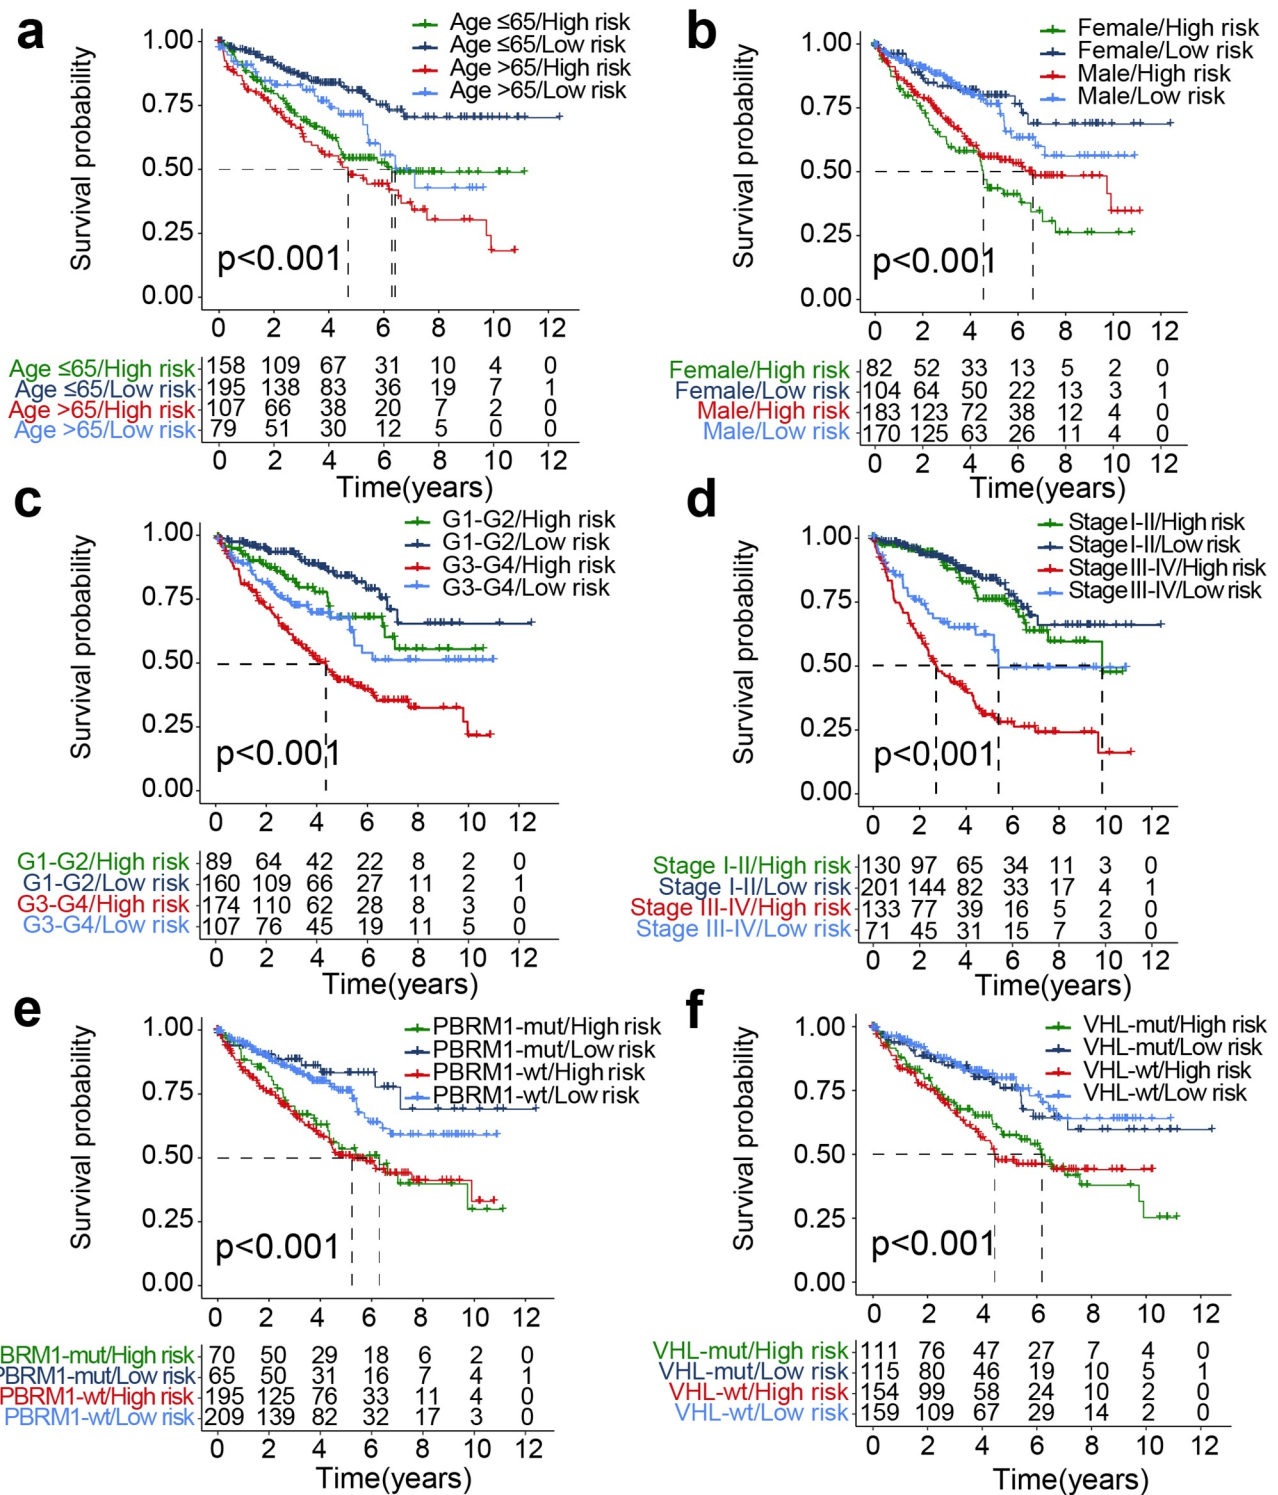 a
Survival probability
1.00
0.75
0.50
0.25
0.00
Age ≤65/High risk
Age ≤65/Low risk
Age >65/High risk
Age >65/Low risk
p<0.001
0 2 4 6 8 10 12
Age ≤65/High risk 158 109 67 31 10 4 0
Age ≤65/Low risk 195 138 83 36 19 7 1
Age >65/High risk 107 66 38 20 7 2 0
Age >65/Low risk 79 51 30 12 5 0 0
0 2 4 6 8 10 12
Time(years)
b
Survival probability
1.00
0.75
0.50
0.25
0.00
Female/High risk
Female/Low risk
Male/High risk
Male/Low risk
p<0.001
0 2 4 6 8 10 12
Female/High risk 82 52 33 13 5 2 0
Female/Low risk 104 64 50 22 13 3 1
Male/High risk 183 123 72 38 12 4 0
Male/Low risk 170 125 63 26 11 4 0
0 2 4 6 8 10 12
Time(years)
c
Survival probability
1.00
0.75
0.50
0.25
0.00
G1-G2/High risk
G1-G2/Low risk
G3-G4/High risk
G3-G4/Low risk
p<0.001
0 2 4 6 8 10 12
G1-G2/High risk 89 64 42 22 8 2 0
G1-G2/Low risk 160 109 66 27 11 2 1
G3-G4/High risk 174 110 62 28 8 3 0
G3-G4/Low risk 107 76 45 19 11 5 0
0 2 4 6 8 10 12
Time(years)
d
Survival probability
1.00
0.75
0.50
0.25
0.00
Stage I-II/High risk
Stage I-II/Low risk
Stage III-IV/High risk
Stage III-IV/Low risk
p<0.001
0 2 4 6 8 10 12
Stage I-II/High risk 130 97 65 34 11 3 0
Stage I-II/Low risk 201 144 82 33 17 4 1
Stage III-IV/High risk 133 77 39 16 5 2 0
Stage III-IV/Low risk 71 45 31 15 7 3 0
0 2 4 6 8 10 12
Time(years)
e
Survival probability
1.00
0.75
0.50
0.25
0.00
PBRM1-mut/High risk
PBRM1-mut/Low risk
PBRM1-wt/High risk
PBRM1-wt/Low risk
p<0.001
0 2 4 6 8 10 12
BRM1-mut/High risk 70 50 29 18 6 2 0
PBRM1-mut/Low risk 65 50 31 16 7 4 1
PBRM1-wt/High risk 195 125 76 33 11 4 0
PBRM1-wt/Low risk 209 139 82 32 17 3 0
0 2 4 6 8 10 12
Time(years)
f
Survival probability
1.00
0.75
0.50
0.25
0.00
VHL-mut/High risk
VHL-mut/Low risk
VHL-wt/High risk
VHL-wt/Low risk
p<0.001
0 2 4 6 8 10 12
VHL-mut/High risk 111 76 47 27 7 4 0
VHL-mut/Low risk 115 80 46 19 10 5 1
VHL-wt/High risk 154 99 58 24 10 2 0
VHL-wt/Low risk 159 109 67 29 14 2 0
0 2 4 6 8 10 12
Time(years)